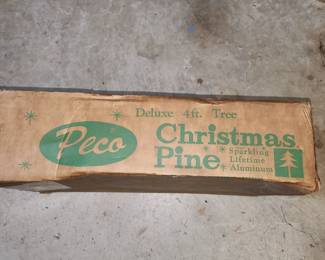 Deluxe 4ft. Tree
Peco®
Christmas
Pine
Sparkling
Lifetime
Aluminum